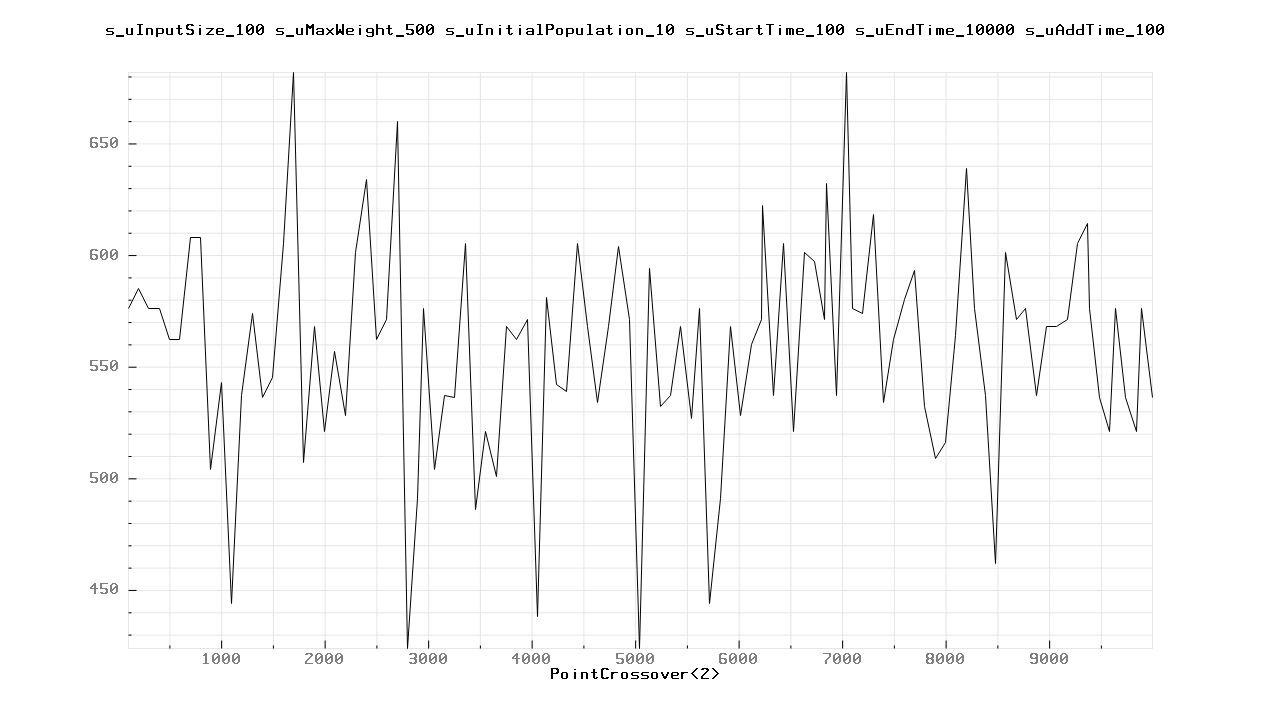 s_uInputSize_100 s_uMaxWeight_500 s_uInitialPopulation_10 s_uStartTime_100 s_uEndTime_10000 s_uAddTime_100
650
600
550
500
450
1000 2000 3000 4000 5000 6000 7000 8000 9000
PointCrossover<2>